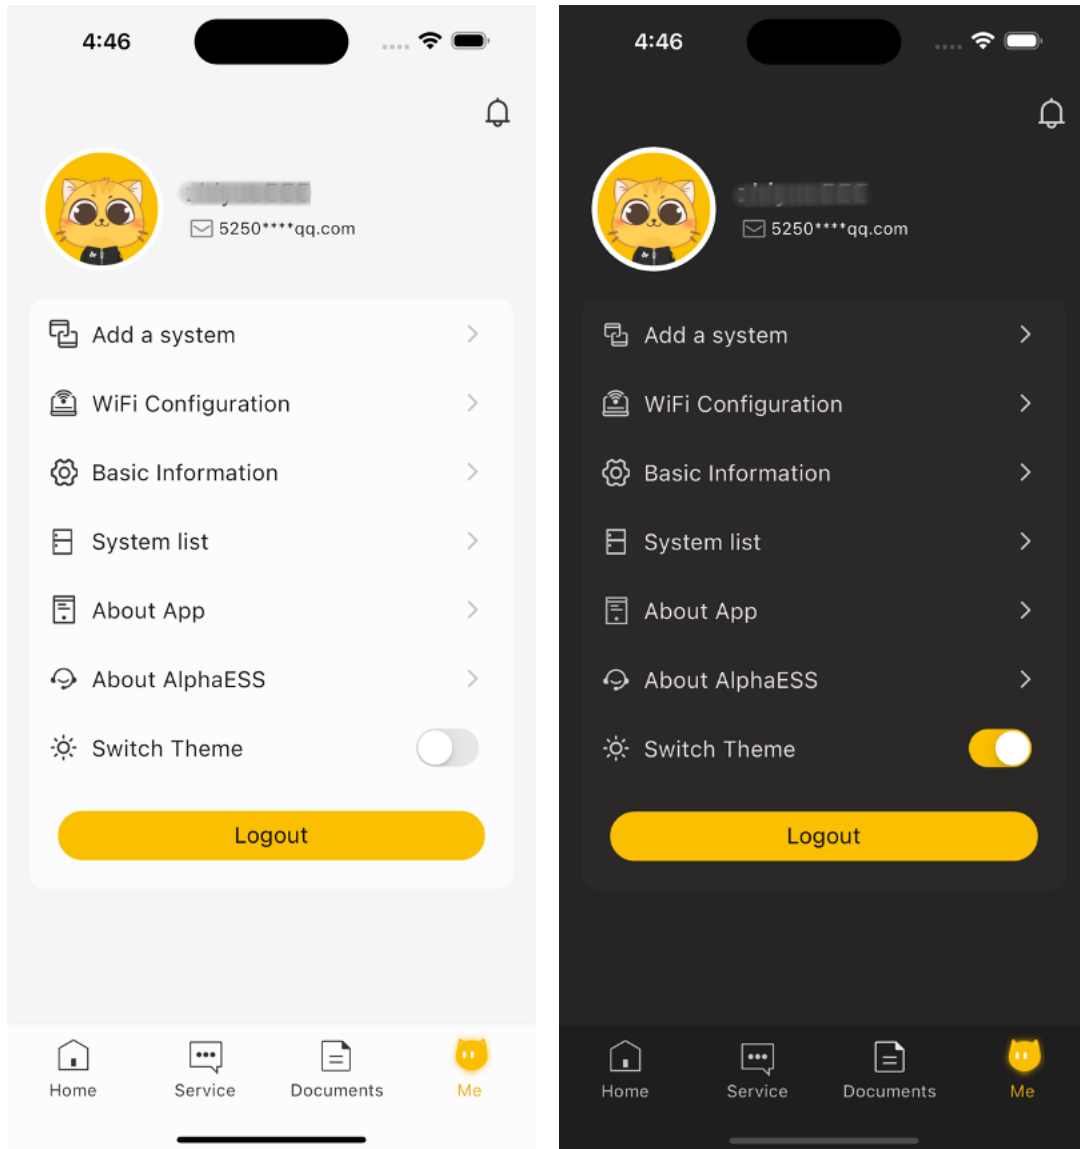 4:46
5250****qq.com
Add a system
WiFi Configuration
Basic Information
System list
About App
About AlphaESS
Switch Theme
Logout
Home
Service
Documents
Me
4:46
5250****qq.com
Add a system
WiFi Configuration
Basic Information
System list
About App
About AlphaESS
Switch Theme
Logout
Home
Service
Documents
Me